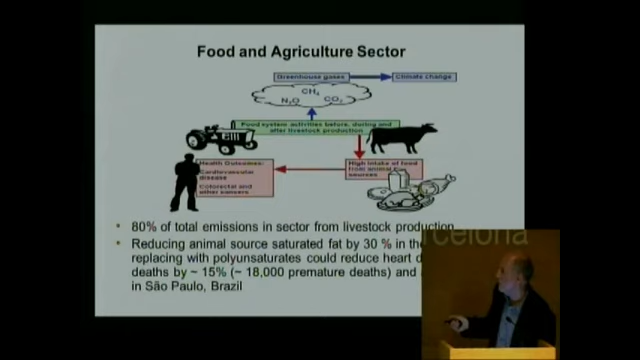 Food and Agriculture Sector
Greenhouse gases
Climate change
CH4
N2O
CO2
Food system activities before, during and
after livestock production
Health Outcomes:
Cardiovascular
disease
Colorectal and
other cancers
High intake of food
from animal
sources
• 80% of total emissions in sector from livestock production
• Reducing animal source saturated fat by 30 % in the
replacing with polyunsaturates could reduce heart
deaths by ~ 15% (~ 18,000 premature deaths) and
in São Paulo, Brazil
rcelona